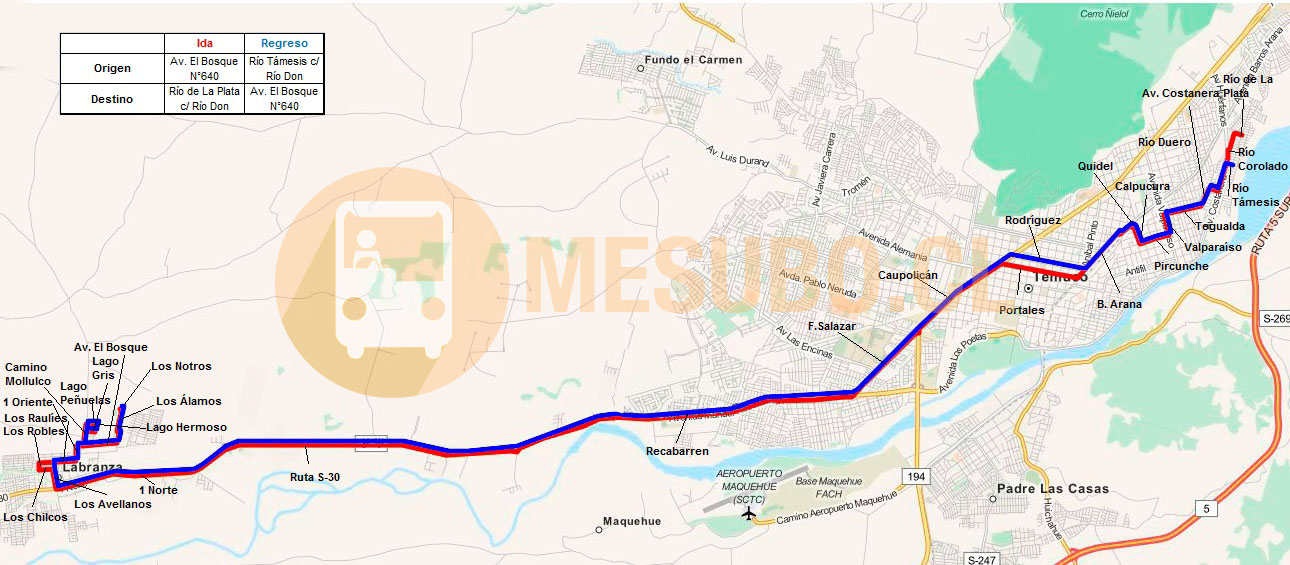 Ida
Regreso
Origen
Av. El Bosque
N°640
Río Támesis c/
Río Don
Destino
Río de La Plata
c/ Río Don
Av. El Bosque
N°640
Cerro Ñielol
Fundo el Carmen
Av. Luis Durand
Av Javiera Carrera
Tromén
Avenida Alemania
Avda. Pablo Neruda
Av Las Encinas
Avenida Los Poetas
MESUBO.CL
Río de La
Plata
Av. Costanera
Río Duero
Río
Corolado
Río
Támesis
Quidel
Calpucura
Tegualda
Valparaíso
Pircunche
Antifil
Aníbal Pinto
Rodríguez
Temuco
Portales
B. Arana
Caupolicán
F.Salazar
Recabarren
RUTA 5 SUR
S-269
194
5
S-247
AEROPUERTO
MAQUEHUE
(SCTC)
Base Maquehue
FACH
Camino Aeropuerto Maquehue
Padre Las Casas
Huichahue
Maquehue
Av. El Bosque
Lago
Gris
Camino
Mollulco
Los Notros
Lago
Peñuelas
1 Oriente
Los Álamos
Los Raulíes
Los Robles
Lago Hermoso
Labranza
1 Norte
Ruta S-30
Los Avellanos
Los Chilcos